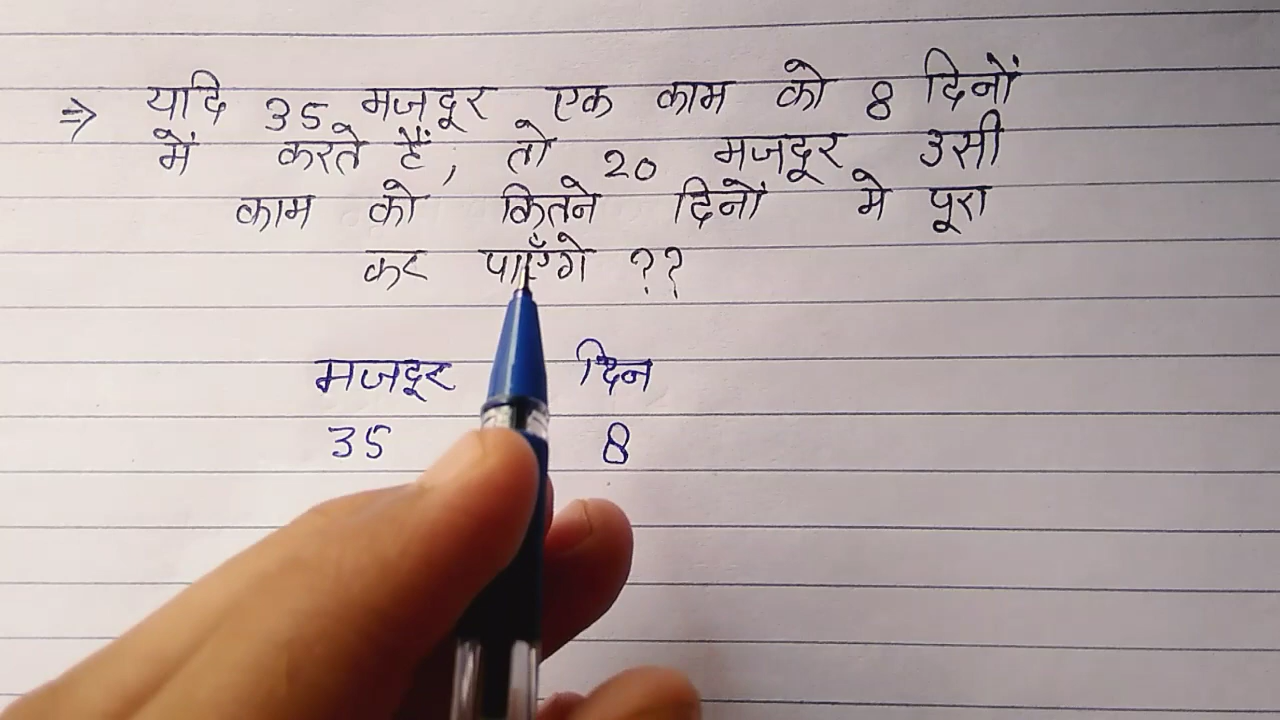 ⇒ यदि 35 मजदूर एक काम को 8 दिनों
में करते हैं, तो 20 मजदूर उसी
काम को कितने दिनों मे पूरा
कर पाएँगे ??
मजदूर दिन
35 8